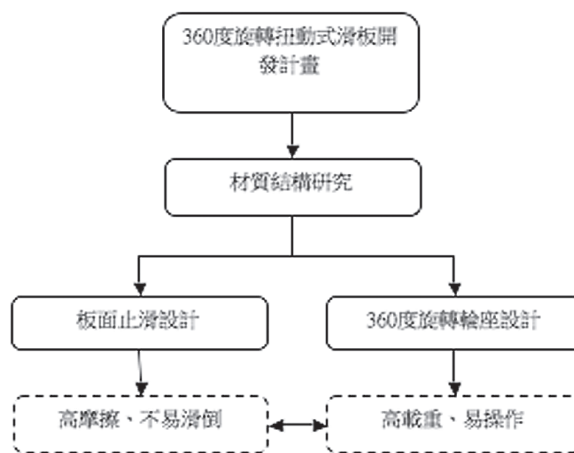 360度旋轉扭動式滑板開
發計畫
材質結構研究
板面止滑設計
360度旋轉輪座設計
高摩擦、不易滑倒
高載重、易操作